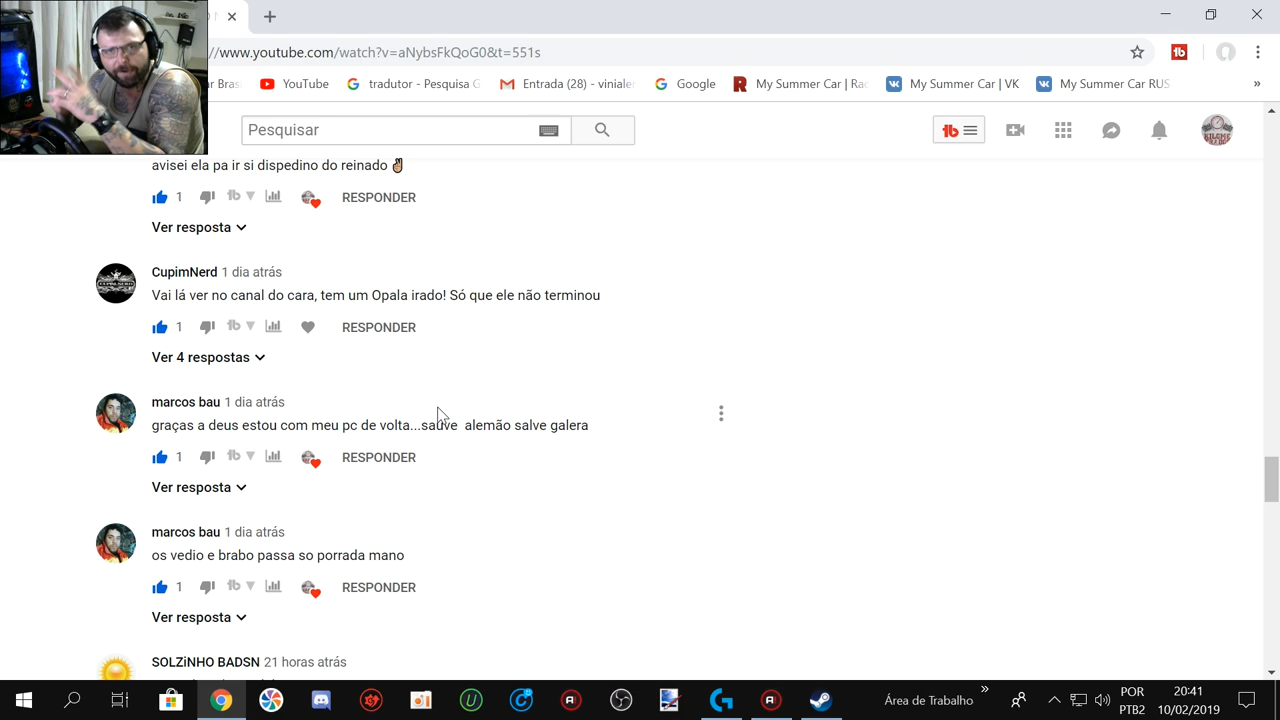 //www.youtube.com/watch?v=aNybsFkQoG0&t=551s
YouTube
tradutor - Pesquisa G
Entrada (28) - viniale
Google
My Summer Car | Ra
My Summer Car | VK
My Summer Car RUS
»
Pesquisar
avisei ela pa ir si dispedino do reinado ✌
1
RESPONDER
Ver resposta
CupimNerd 1 dia atrás
Vai lá ver no canal do cara, tem um Opala irado! Só que ele não terminou
1
RESPONDER
Ver 4 respostas
marcos bau 1 dia atrás
graças a deus estou com meu pc de volta...sauve alemão salve galera
1
RESPONDER
Ver resposta
marcos bau 1 dia atrás
os vedio e brabo passa so porrada mano
1
RESPONDER
Ver resposta
SOLZiNHO BADSN 21 horas atrás
Área de Trabalho »
POR
PTB2
20:41
10/02/2019